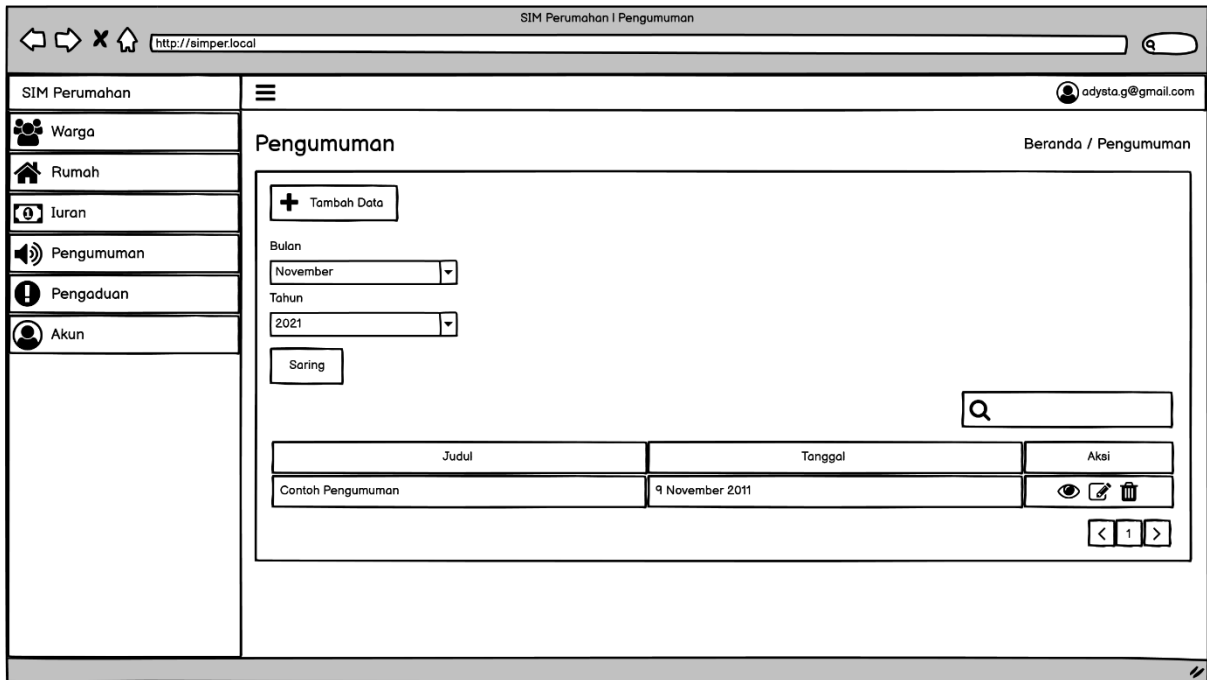 SIM Perumahan | Pengumuman
http://simper.local
SIM Perumahan
adysta.g@gmail.com
Warga
Rumah
Iuran
Pengumuman
Pengaduan
Akun
Pengumuman
Beranda / Pengumuman
Tambah Data
Bulan
November
Tahun
2021
Saring
Judul Tanggal Aksi
Contoh Pengumuman 9 November 2011
1